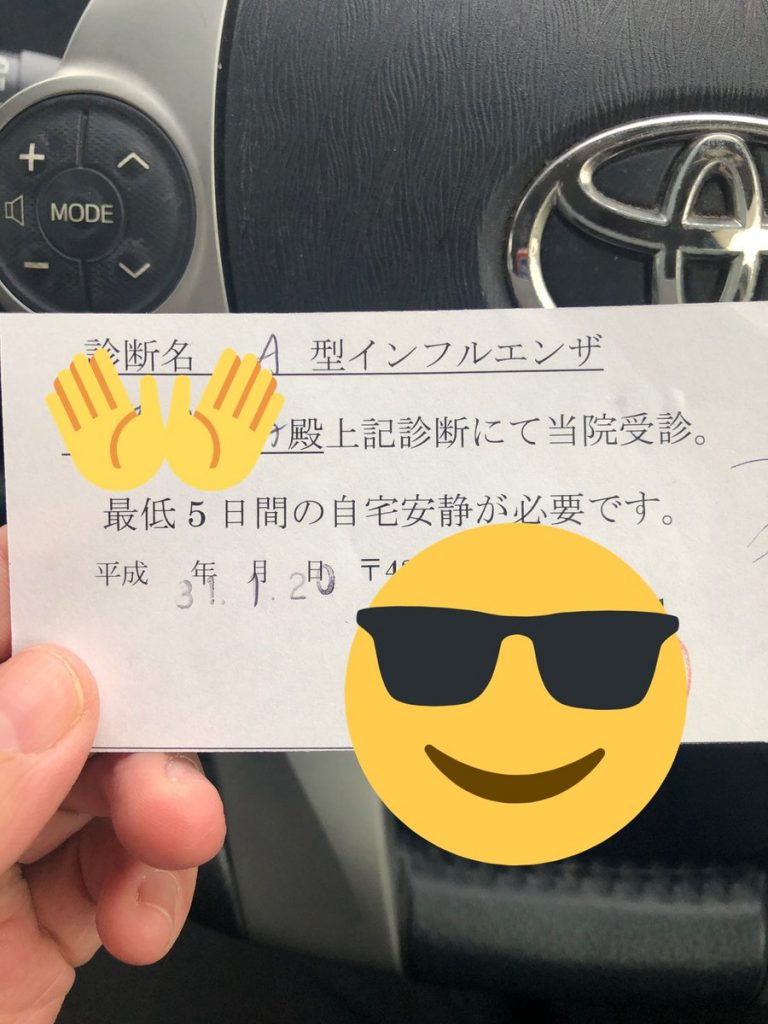 MODE
診断名 A 型インフルエンザ
殿上記診断にて当院受診。
最低5日間の自宅安静が必要です。
平成 年 月 日 〒4
31.1.20